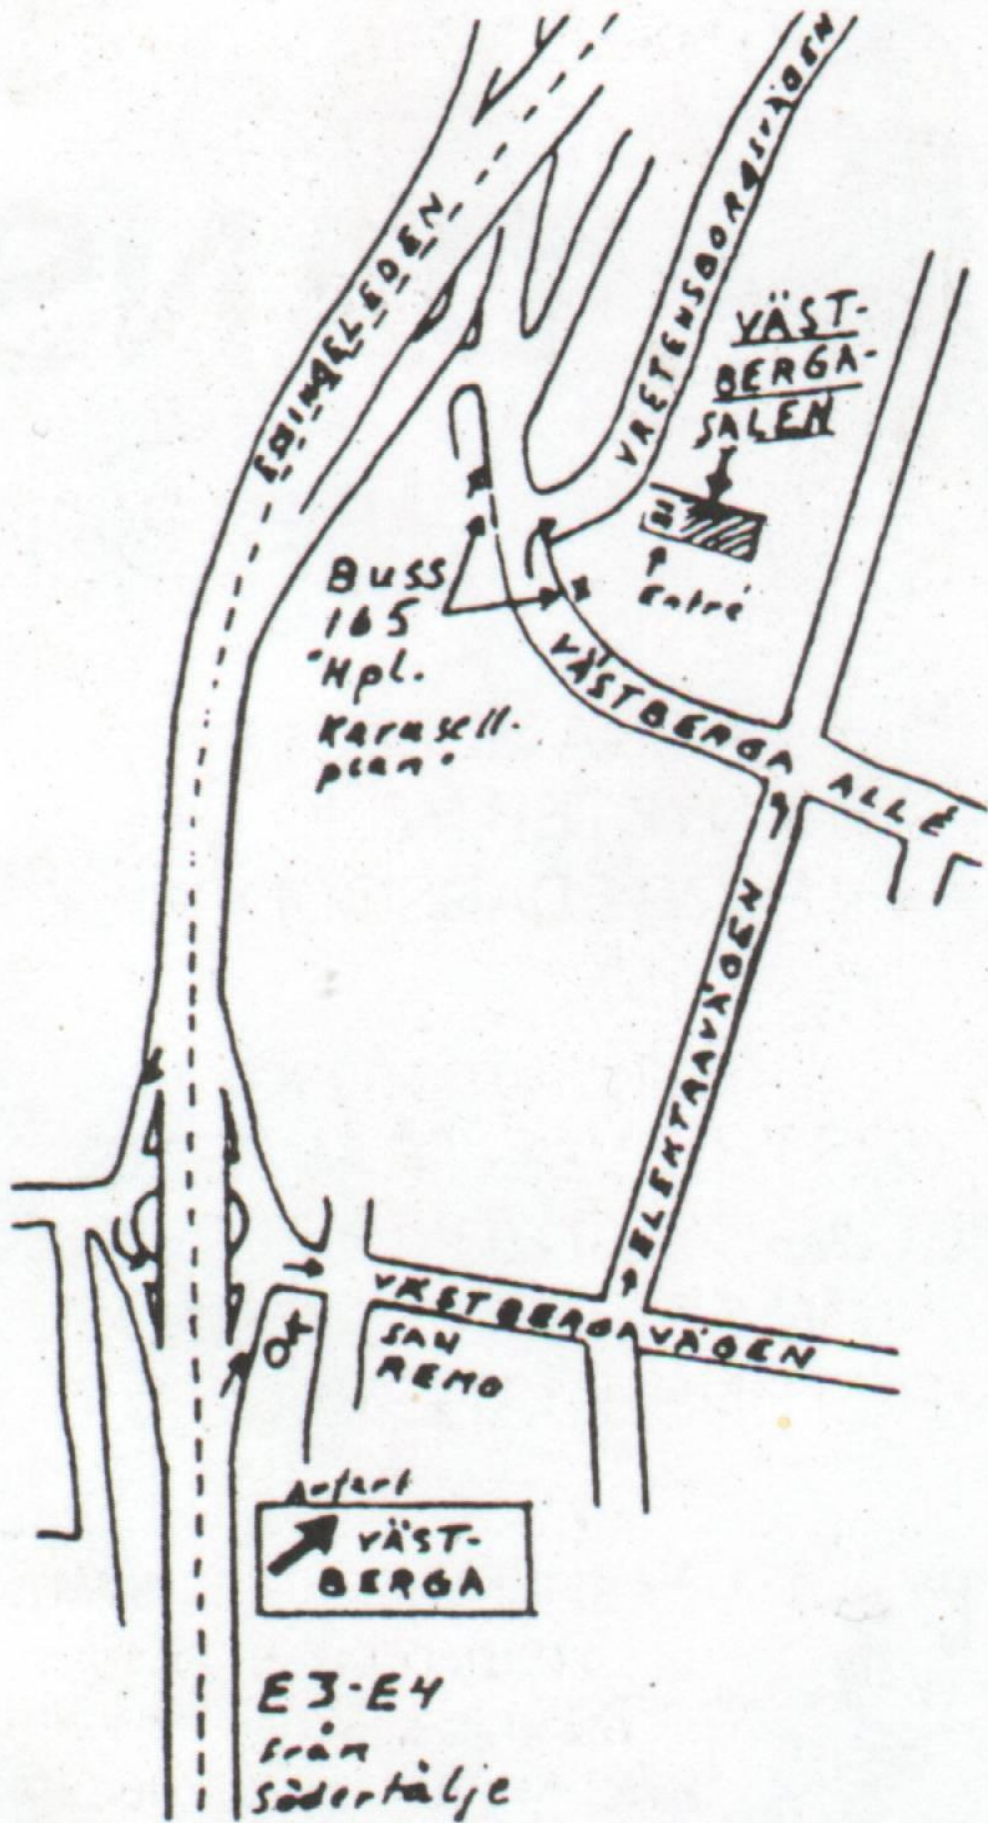 VRETENSBORGSVÄGEN
ESSINGELEDEN
VÄST-
BERGA-
SALEN
Entré
BUSS
165
"Hpl.
Karusell-
plan"
VÄSTBERGA ALLÉ
ELEKTRAVÄGEN
VÄSTBERGAVÄGEN
SAN
REMO
Avfart
VÄST-
BERGA
E3-E4
från
Södertälje